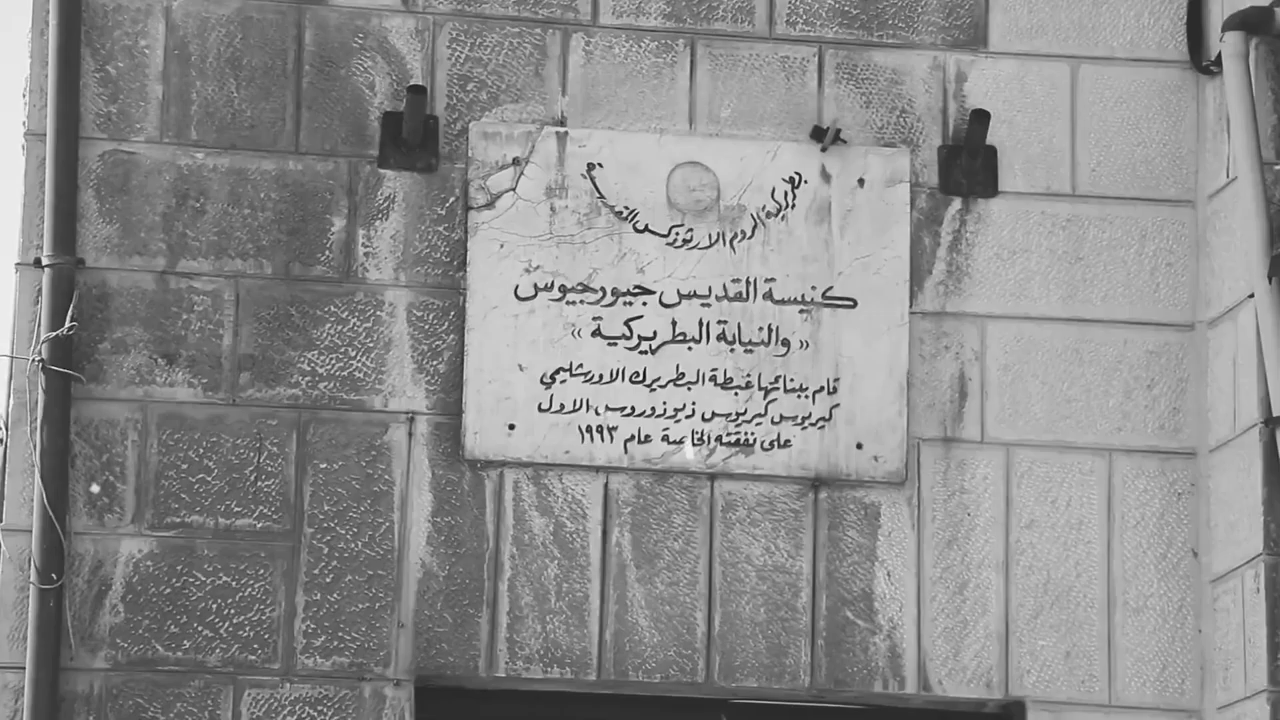 بطريركية الروم الارثوذكس القدس
كنيسة القديس جيورجيوس
« والنيابة البطريركية »
قام ببنائها غبطة البطريرك الاورشليمي
كيريوس كيريوس ذيوذوروس الاول
على نفقته الخاصة عام ١٩٩٣